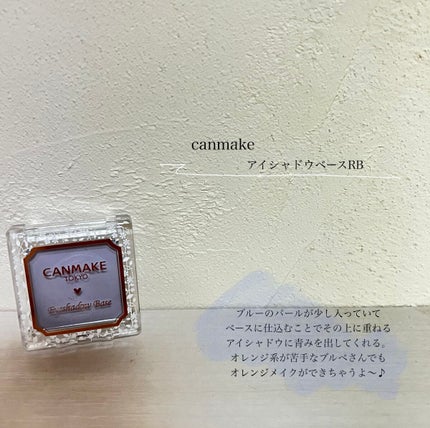 canmake
アイシャドウベースRB
CANMAKE
TOKYO
Eyeshadow Base
ブルーのパールが少し入っていて
ベースに仕込むことでその上に重ねる
アイシャドウに青みを出してくれる。
オレンジ系が苦手なブルベさんでも
オレンジメイクができちゃうよ〜♪